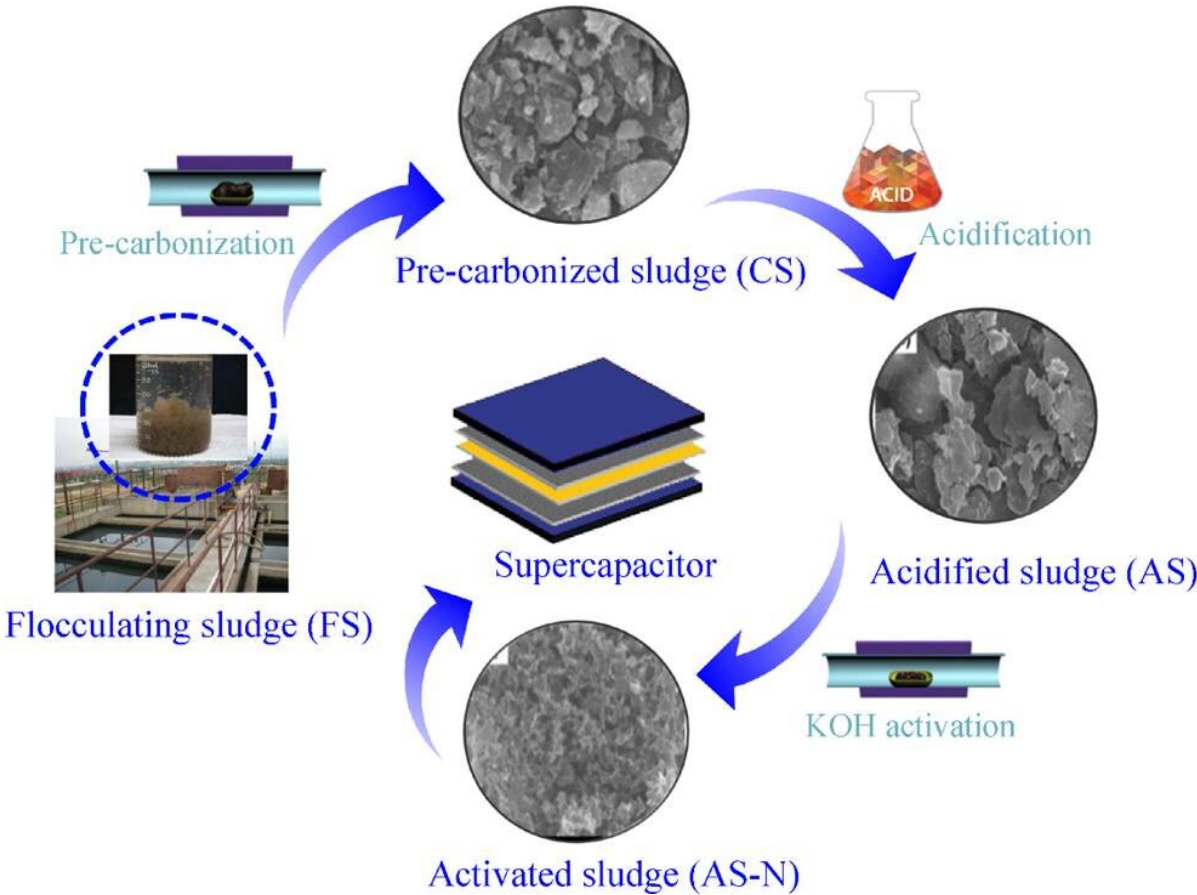 Pre-carbonization
Pre-carbonized sludge (CS)
ACID
Acidification
Flocculating sludge (FS)
Supercapacitor
Acidified sludge (AS)
KOH activation
Activated sludge (AS-N)